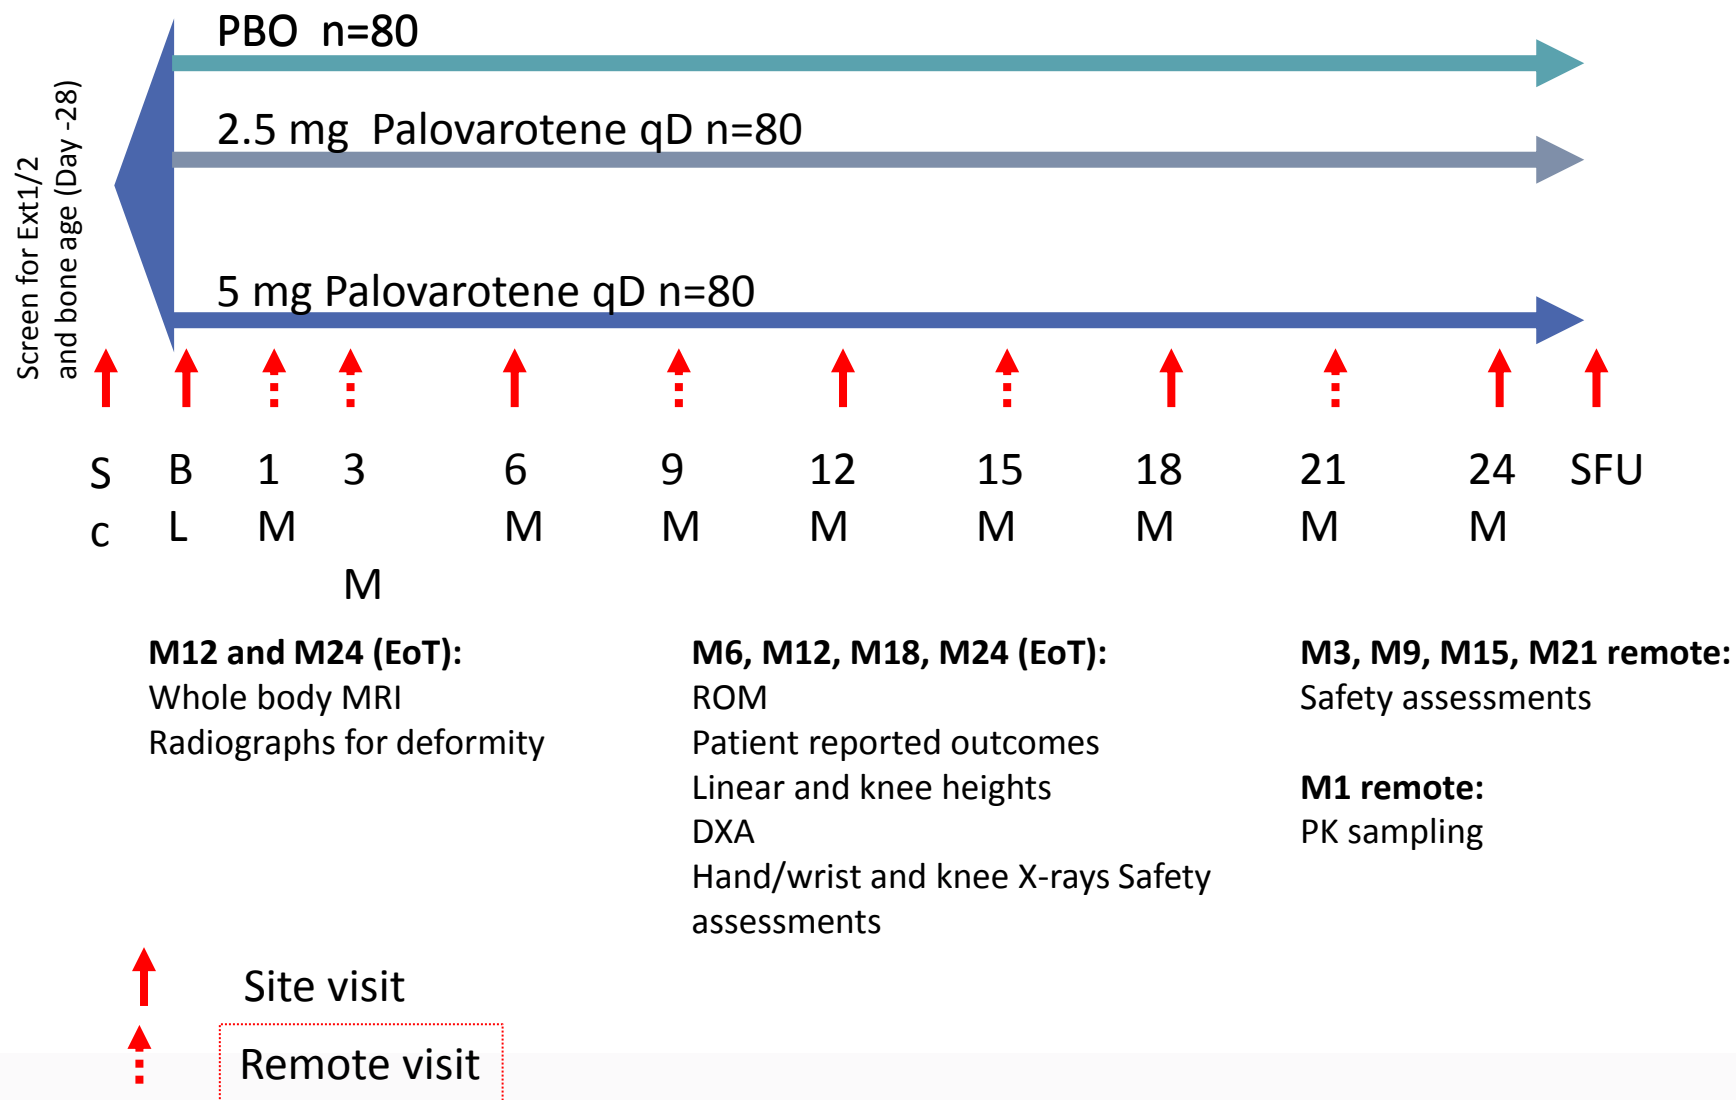 PBO n=80
2.5 mg Palovarotene qD n=80
5 mg Palovarotene qD n=80
Screen for Ext1/2
and bone age (Day -28)
S
c
B
L
1
M
3
M
6
M
9
M
12
M
15
M
18
M
21
M
24
M
SFU
M12 and M24 (EoT):
Whole body MRI
Radiographs for deformity
M6, M12, M18, M24 (EoT):
ROM
Patient reported outcomes
Linear and knee heights
DXA
Hand/wrist and knee X-rays Safety
assessments
M3, M9, M15, M21 remote:
Safety assessments
M1 remote:
PK sampling
Site visit
Remote visit